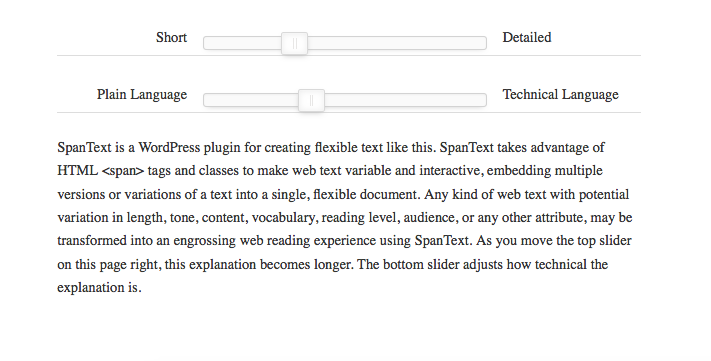 Short Detailed
Plain Language Technical Language
SpanText is a WordPress plugin for creating flexible text like this. SpanText takes advantage of
HTML <span> tags and classes to make web text variable and interactive, embedding multiple
versions or variations of a text into a single, flexible document. Any kind of web text with potential
variation in length, tone, content, vocabulary, reading level, audience, or any other attribute, may be
transformed into an engrossing web reading experience using SpanText. As you move the top slider
on this page right, this explanation becomes longer. The bottom slider adjusts how technical the
explanation is.